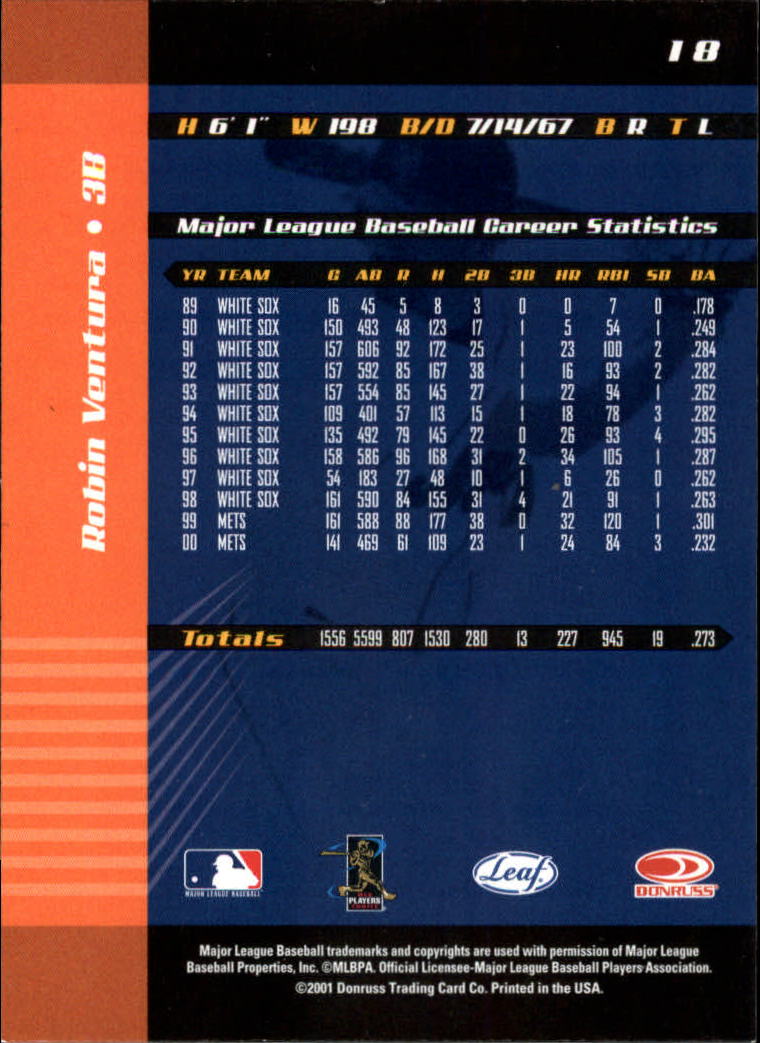 18
H 6' 1" W 198 B/D 7/14/67 B R T L
Robin Ventura • 3B
Major League Baseball Career Statistics
YR TEAM G AB R H 2B 3B HR RBI SB BA
89 WHITE SOX 16 45 5 8 3 0 0 7 0 .178
90 WHITE SOX 150 493 48 123 17 1 5 54 1 .249
91 WHITE SOX 157 606 92 172 25 1 23 100 2 .284
92 WHITE SOX 157 592 85 167 38 1 16 93 2 .282
93 WHITE SOX 157 554 85 145 27 1 22 94 1 .262
94 WHITE SOX 109 401 57 113 15 1 18 78 3 .282
95 WHITE SOX 135 492 79 145 22 0 26 93 4 .295
96 WHITE SOX 158 586 96 168 31 2 34 105 1 .287
97 WHITE SOX 54 183 27 48 10 1 6 26 0 .262
98 WHITE SOX 161 590 84 155 31 4 21 91 1 .263
99 METS 161 588 88 177 38 0 32 120 1 .301
00 METS 141 469 61 109 23 1 24 84 3 .232
Totals 1556 5599 807 1530 280 13 227 945 19 .273
MAJOR LEAGUE BASEBALL
PLAYERS
CHOICE
Leaf
DONRUSS
Major League Baseball trademarks and copyrights are used with permission of Major League
Baseball Properties, Inc. ©MLBPA. Official Licensee-Major League Baseball Players Association.
©2001 Donruss Trading Card Co. Printed in the USA.